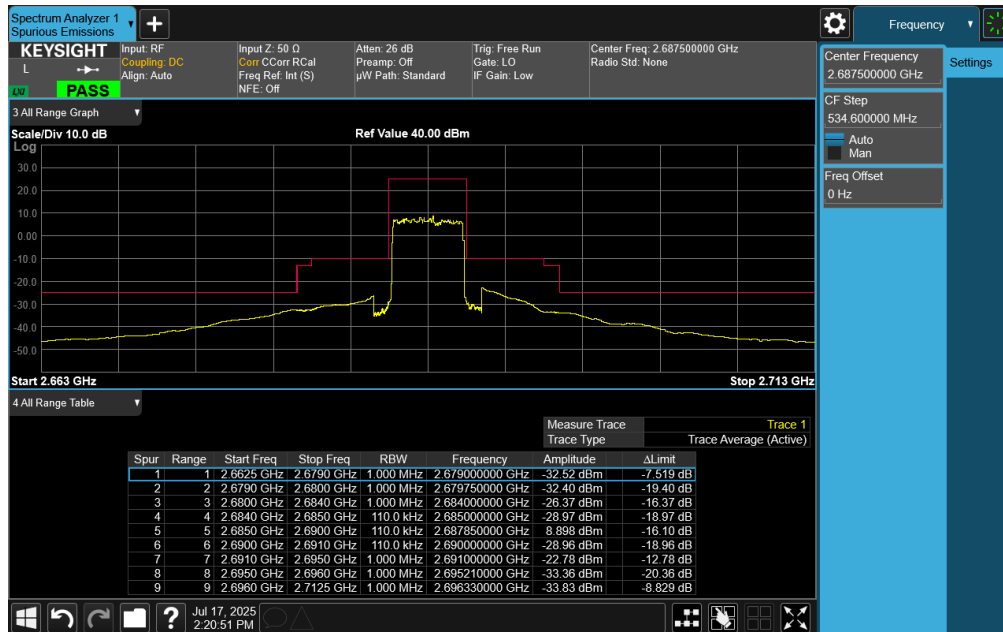 Spectrum Analyzer 1
Spurious Emissions
Frequency
KEYSIGHT
L
LXI
PASS
Input: RF
Coupling: DC
Align: Auto
Input Z: 50 Ω
Corr CCorr RCal
Freq Ref: Int (S)
NFE: Off
Atten: 26 dB
Preamp: Off
µW Path: Standard
Trig: Free Run
Gate: LO
IF Gain: Low
Center Freq: 2.687500000 GHz
Radio Std: None
Center Frequency
2.687500000 GHz
Settings
CF Step
534.600000 MHz
Auto
Man
Freq Offset
0 Hz
3 All Range Graph
Scale/Div 10.0 dB
Ref Value 40.00 dBm
Log
30.0
20.0
10.0
0.00
-10.0
-20.0
-30.0
-40.0
-50.0
Start 2.663 GHz
Stop 2.713 GHz
4 All Range Table
Measure Trace Trace 1
Trace Type Trace Average (Active)
Spur Range Start Freq Stop Freq RBW Frequency Amplitude ΔLimit
1 1 2.6625 GHz 2.6790 GHz 1.000 MHz 2.679000000 GHz -32.52 dBm -7.519 dB
2 2 2.6790 GHz 2.6800 GHz 1.000 MHz 2.679750000 GHz -32.40 dBm -19.40 dB
3 3 2.6800 GHz 2.6840 GHz 1.000 MHz 2.684000000 GHz -26.37 dBm -16.37 dB
4 4 2.6840 GHz 2.6850 GHz 110.0 kHz 2.685000000 GHz -28.97 dBm -18.97 dB
5 5 2.6850 GHz 2.6900 GHz 110.0 kHz 2.687850000 GHz 8.898 dBm -16.10 dB
6 6 2.6900 GHz 2.6910 GHz 110.0 kHz 2.690000000 GHz -28.96 dBm -18.96 dB
7 7 2.6910 GHz 2.6950 GHz 1.000 MHz 2.691000000 GHz -22.78 dBm -12.78 dB
8 8 2.6950 GHz 2.6960 GHz 1.000 MHz 2.695210000 GHz -33.36 dBm -20.36 dB
9 9 2.6960 GHz 2.7125 GHz 1.000 MHz 2.696330000 GHz -33.83 dBm -8.829 dB
Jul 17, 2025
2:20:51 PM